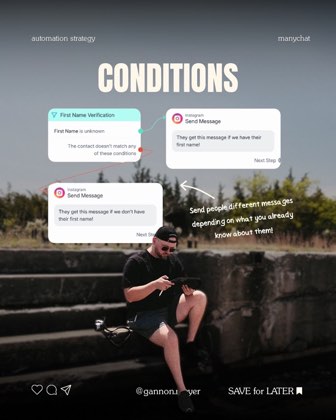 automation strategy
manychat
CONDITIONS
First Name Verification
First Name is unknown
The contact doesn't match any
of these conditions
Instagram
Send Message
They get this message if we have their
first name!
Next Step
Instagram
Send Message
They get this message if we don't have
their first name!
Next
Send people different messages
depending on what you already
know about them!
SAVE for LATER